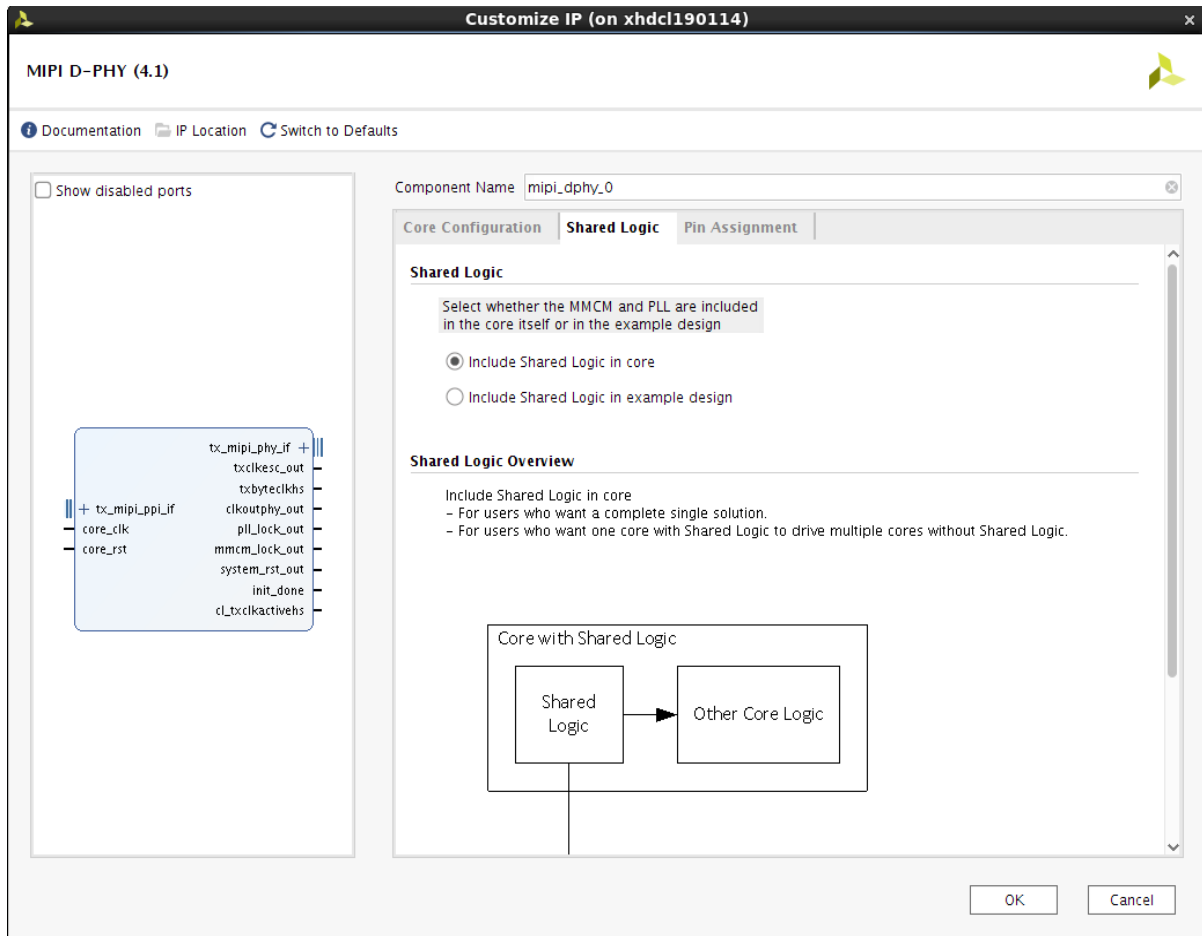 Customize IP (on xhdcl190114)
MIPI D-PHY (4.1)
Documentation IP Location Switch to Defaults
Show disabled ports
tx_mipi_phy_if
txclkesc_out
txbyteclkhs
tx_mipi_ppi_if clkoutphy_out
core_clk pll_lock_out
core_rst mmcm_lock_out
system_rst_out
init_done
cl_txclkactivehs
Component Name mipi_dphy_0
Core Configuration Shared Logic Pin Assignment
Shared Logic
Select whether the MMCM and PLL are included
in the core itself or in the example design
Include Shared Logic in core
Include Shared Logic in example design
Shared Logic Overview
Include Shared Logic in core
- For users who want a complete single solution.
- For users who want one core with Shared Logic to drive multiple cores without Shared Logic.
Core with Shared Logic
Shared
Logic
Other Core Logic
OK Cancel